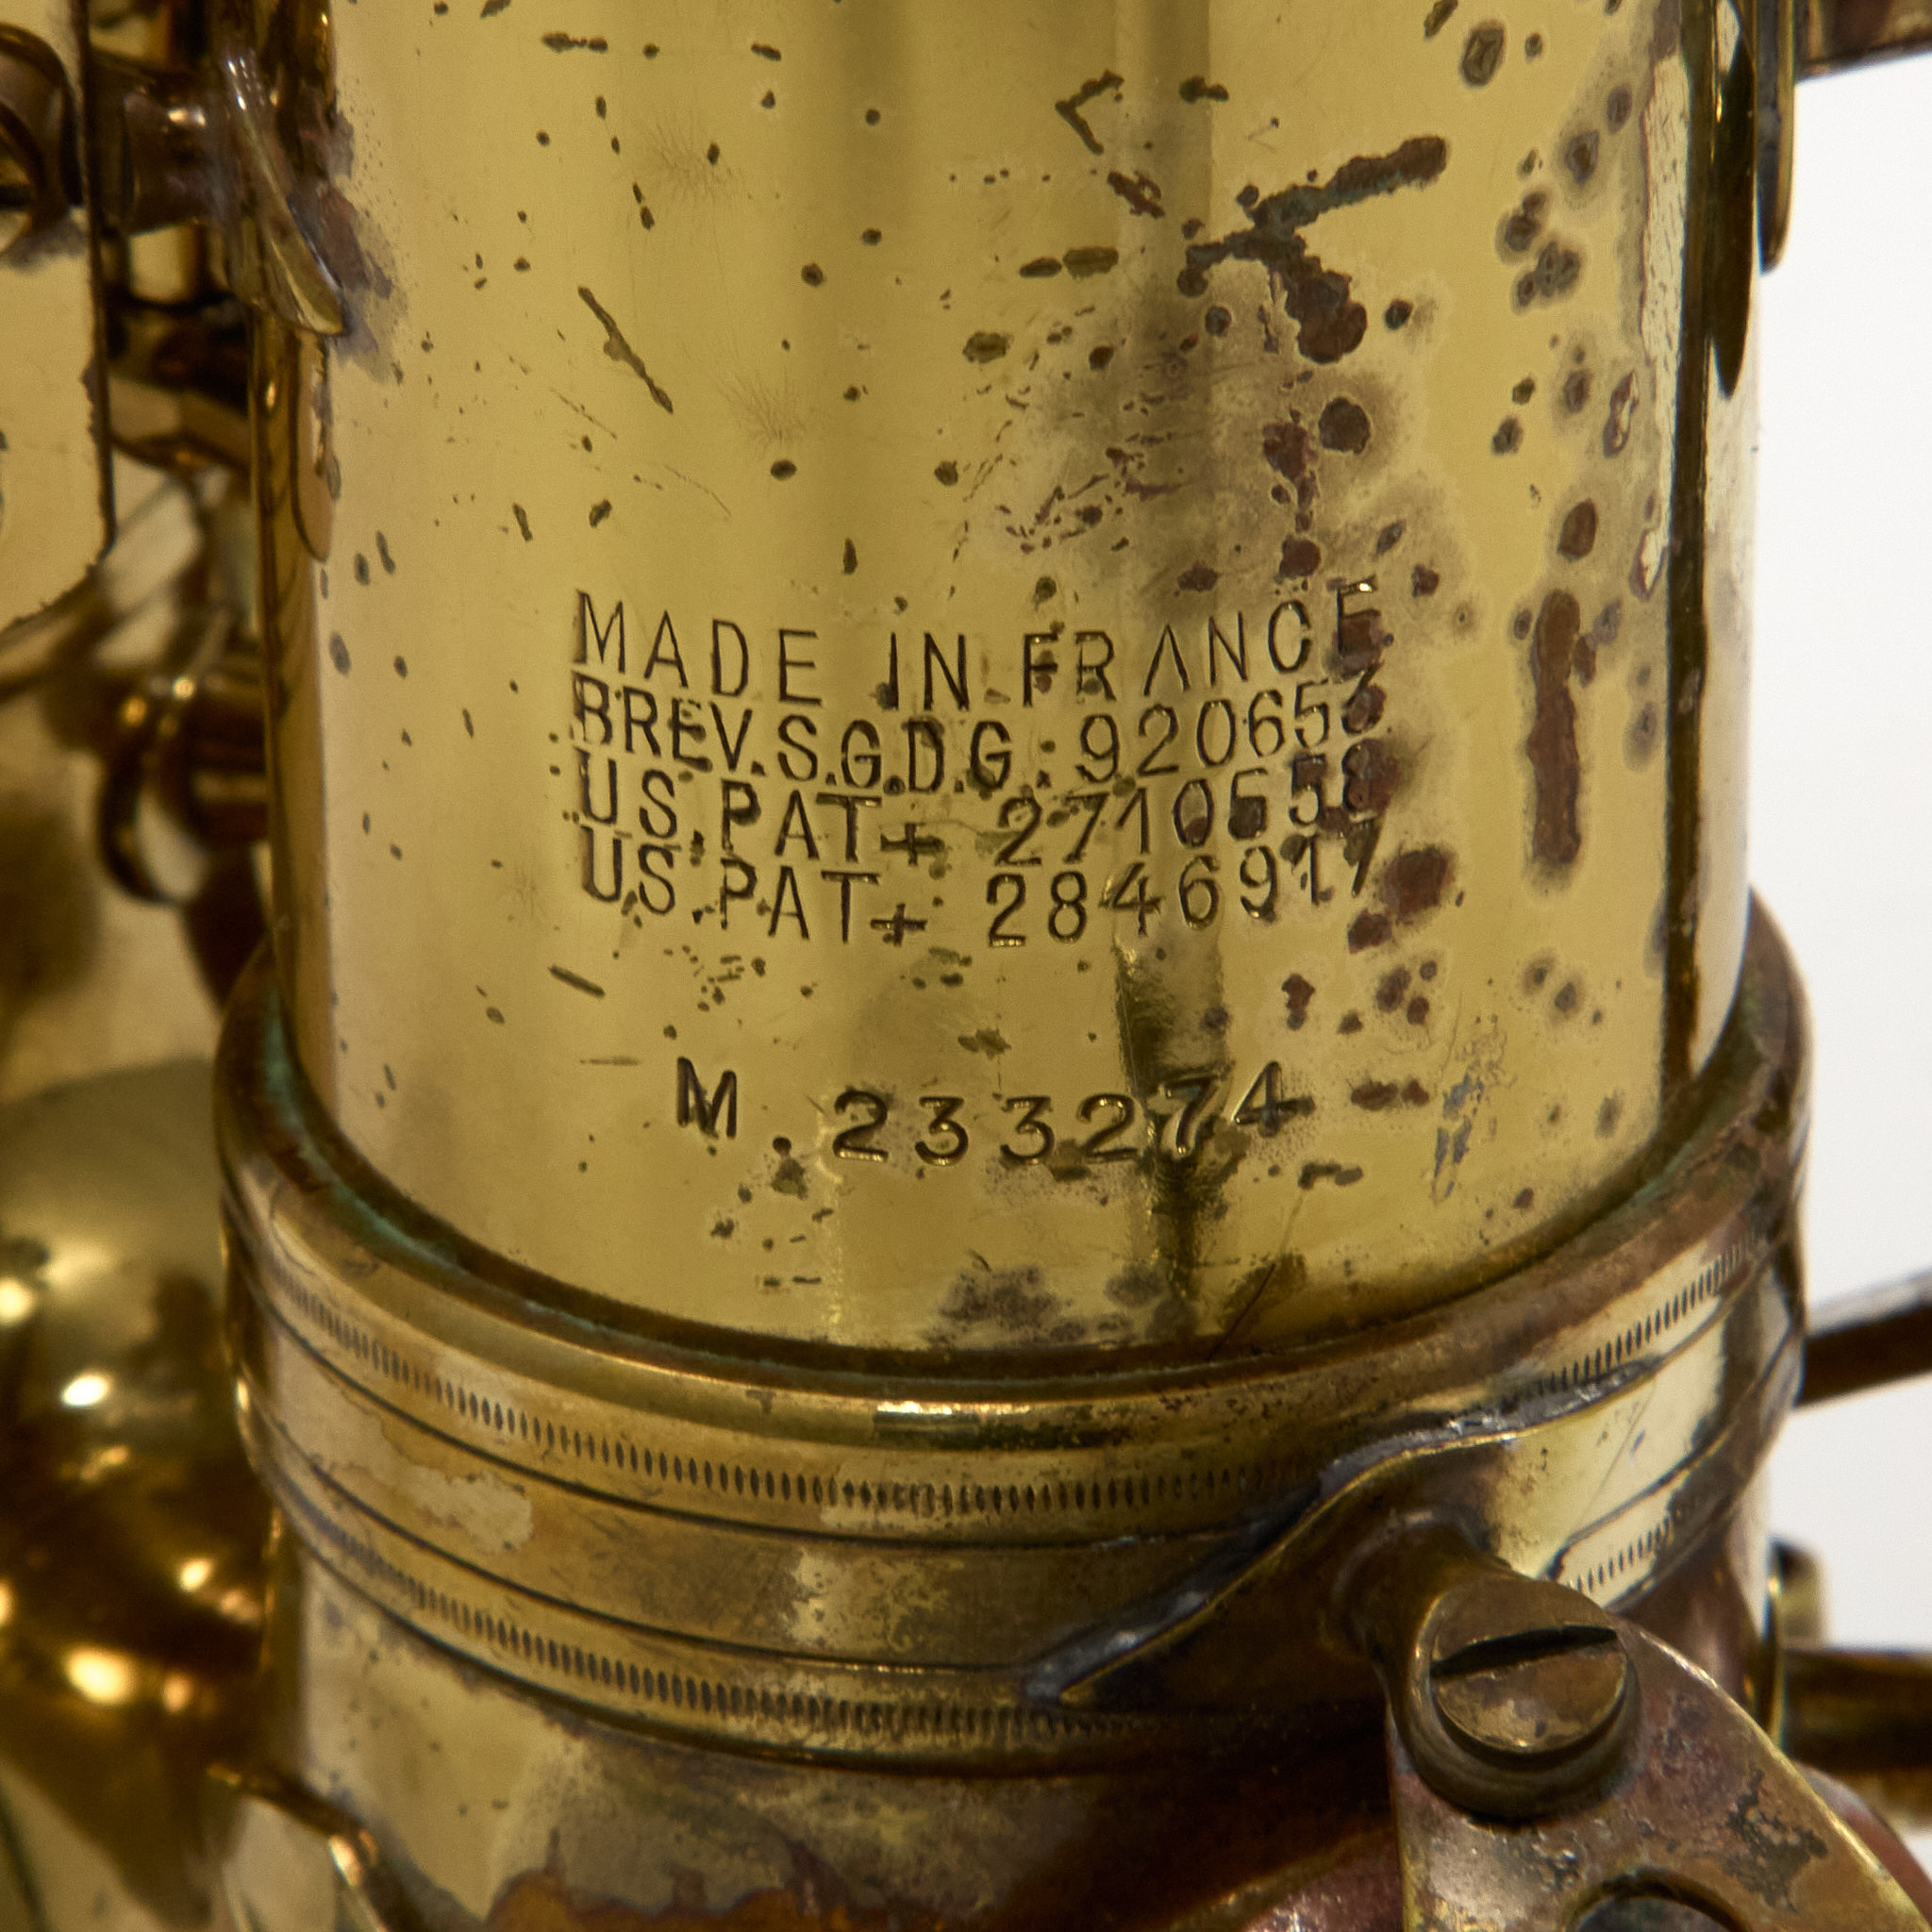 MADE IN FRANCE
BREV.S.G.D.G. 920653
US.PAT+ 2710558
US.PAT+ 2846917
M. 233274